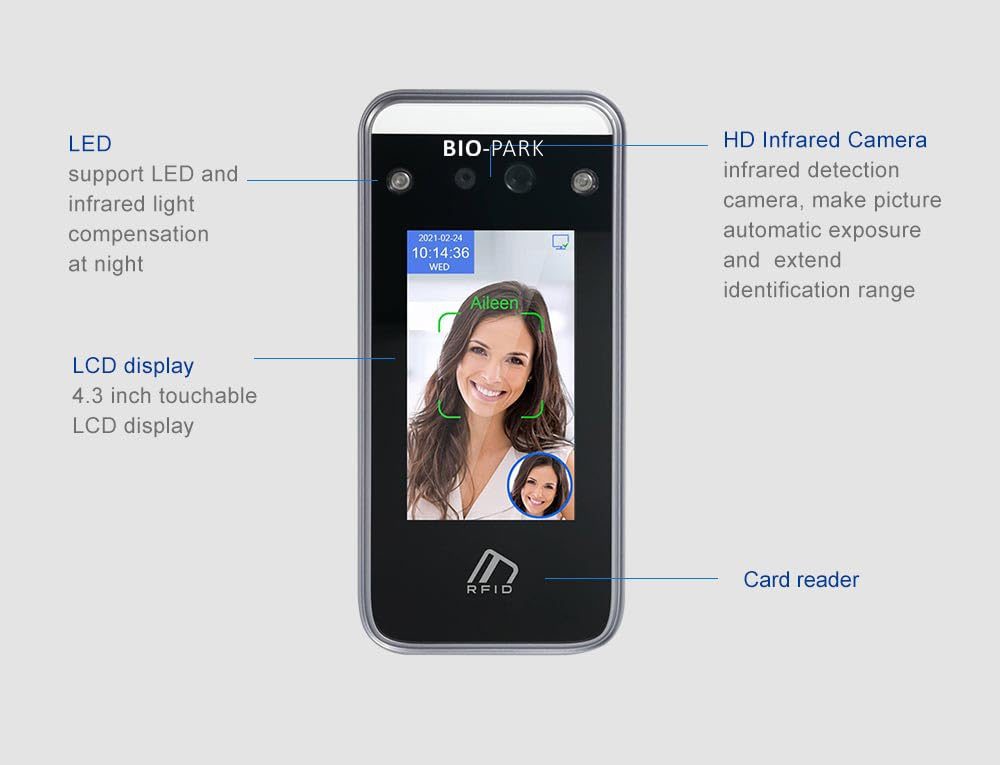 LED
support LED and
infrared light
compensation
at night
LCD display
4.3 inch touchable
LCD display
BIO-PARK
2021-02-24
10:14:36
WED
Aileen
RFID
HD Infrared Camera
infrared detection
camera, make picture
automatic exposure
and extend
identification range
Card reader